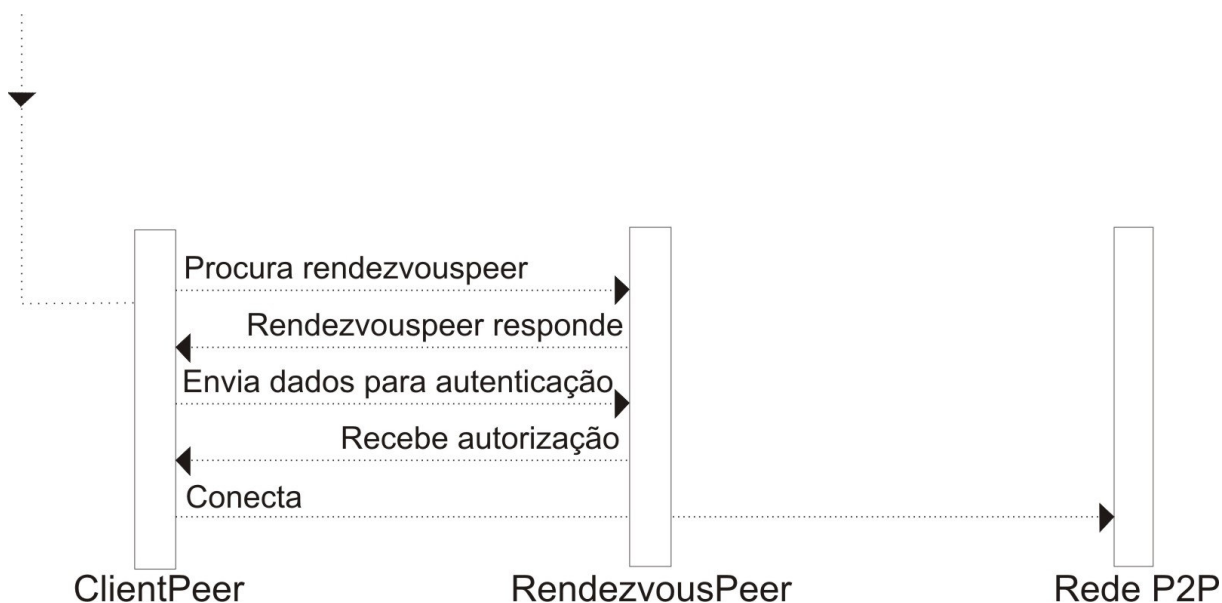 Procura rendezvouspeer
Rendezvouspeer responde
Envia dados para autenticação
Recebe autorização
Conecta
ClientPeer
RendezvousPeer
Rede P2P